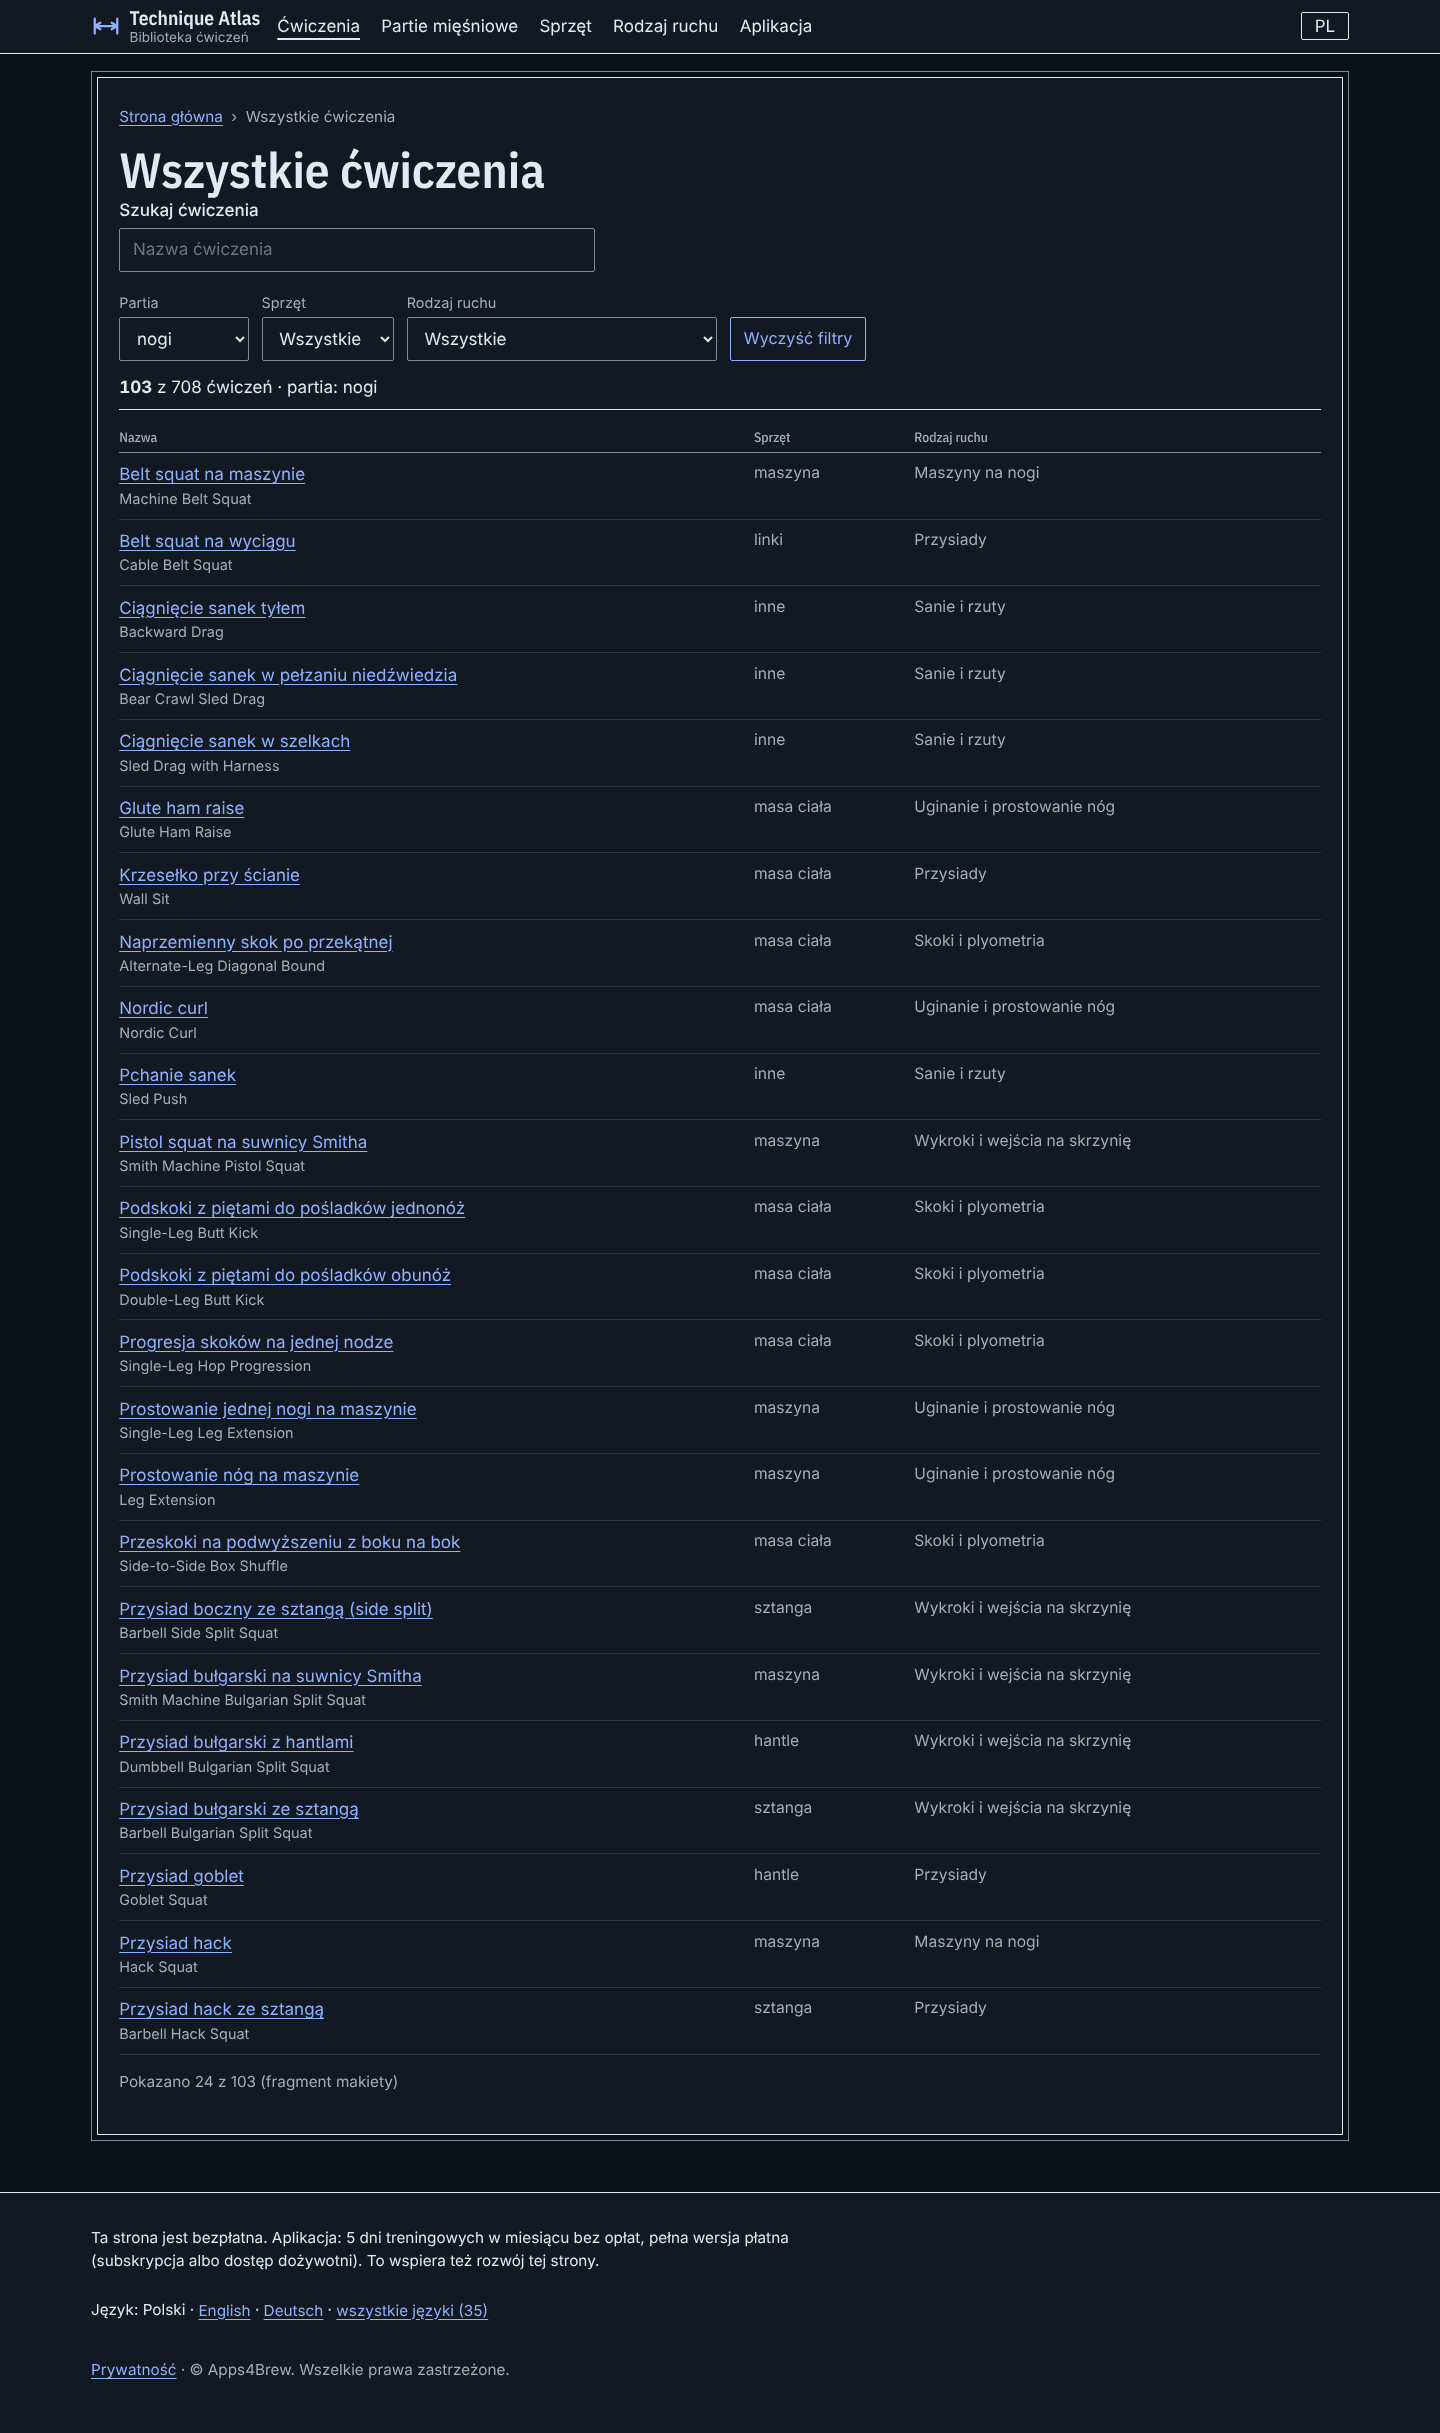 Technique Atlas
Biblioteka ćwiczeń
Ćwiczenia Partie mięśniowe Sprzęt Rodzaj ruchu Aplikacja
PL
Strona główna › Wszystkie ćwiczenia
Wszystkie ćwiczenia
Szukaj ćwiczenia
Nazwa ćwiczenia
Partia Sprzęt Rodzaj ruchu
nogi Wszystkie Wszystkie Wyczyść filtry
103 z 708 ćwiczeń · partia: nogi
Nazwa Sprzęt Rodzaj ruchu
Belt squat na maszynie maszyna Maszyny na nogi
Machine Belt Squat
Belt squat na wyciągu linki Przysiady
Cable Belt Squat
Ciągnięcie sanek tyłem inne Sanie i rzuty
Backward Drag
Ciągnięcie sanek w pełzaniu niedźwiedzia inne Sanie i rzuty
Bear Crawl Sled Drag
Ciągnięcie sanek w szelkach inne Sanie i rzuty
Sled Drag with Harness
Glute ham raise masa ciała Uginanie i prostowanie nóg
Glute Ham Raise
Krzesełko przy ścianie masa ciała Przysiady
Wall Sit
Naprzemienny skok po przekątnej masa ciała Skoki i plyometria
Alternate-Leg Diagonal Bound
Nordic curl masa ciała Uginanie i prostowanie nóg
Nordic Curl
Pchanie sanek inne Sanie i rzuty
Sled Push
Pistol squat na suwnicy Smitha maszyna Wykroki i wejścia na skrzynię
Smith Machine Pistol Squat
Podskoki z piętami do pośladków jednonóż masa ciała Skoki i plyometria
Single-Leg Butt Kick
Podskoki z piętami do pośladków obunóż masa ciała Skoki i plyometria
Double-Leg Butt Kick
Progresja skoków na jednej nodze masa ciała Skoki i plyometria
Single-Leg Hop Progression
Prostowanie jednej nogi na maszynie maszyna Uginanie i prostowanie nóg
Single-Leg Leg Extension
Prostowanie nóg na maszynie maszyna Uginanie i prostowanie nóg
Leg Extension
Przeskoki na podwyższeniu z boku na bok masa ciała Skoki i plyometria
Side-to-Side Box Shuffle
Przysiad boczny ze sztangą (side split) sztanga Wykroki i wejścia na skrzynię
Barbell Side Split Squat
Przysiad bułgarski na suwnicy Smitha maszyna Wykroki i wejścia na skrzynię
Smith Machine Bulgarian Split Squat
Przysiad bułgarski z hantlami hantle Wykroki i wejścia na skrzynię
Dumbbell Bulgarian Split Squat
Przysiad bułgarski ze sztangą sztanga Wykroki i wejścia na skrzynię
Barbell Bulgarian Split Squat
Przysiad goblet hantle Przysiady
Goblet Squat
Przysiad hack maszyna Maszyny na nogi
Hack Squat
Przysiad hack ze sztangą sztanga Przysiady
Barbell Hack Squat
Pokazano 24 z 103 (fragment makiety)
Ta strona jest bezpłatna. Aplikacja: 5 dni treningowych w miesiącu bez opłat, pełna wersja płatna
(subskrypcja albo dostęp dożywotni). To wspiera też rozwój tej strony.
Język: Polski · English · Deutsch · wszystkie języki (35)
Prywatność · © Apps4Brew. Wszelkie prawa zastrzeżone.